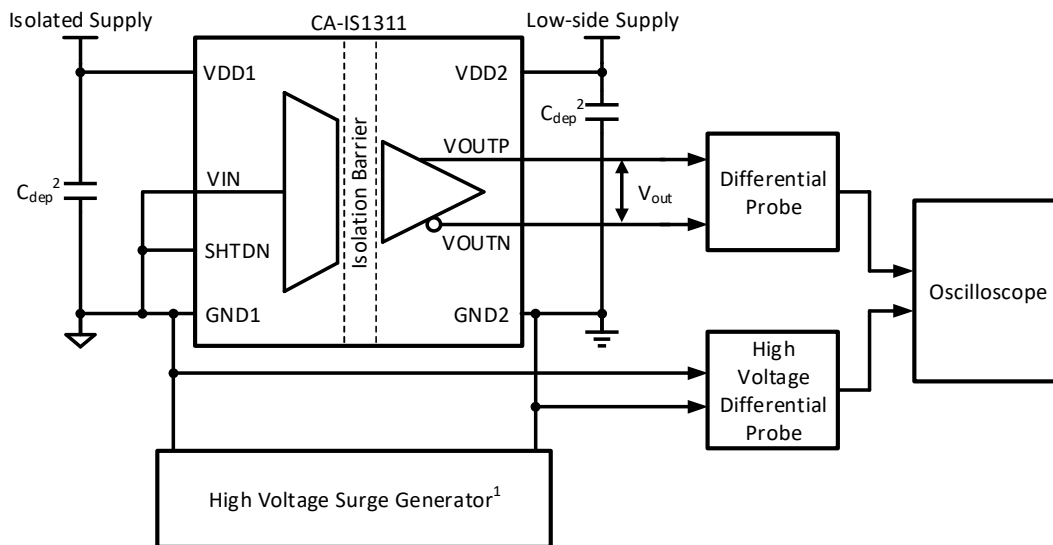 Isolated Supply
CA-IS1311
Low-side Supply
VDD1
VDD2
C_dep^2
C_dep^2
VIN
SHTDN
GND1
Isolation Barrier
VOUTP
VOUTN
GND2
V_out
Differential
Probe
Oscilloscope
High
Voltage
Differential
Probe
High Voltage Surge Generator^1